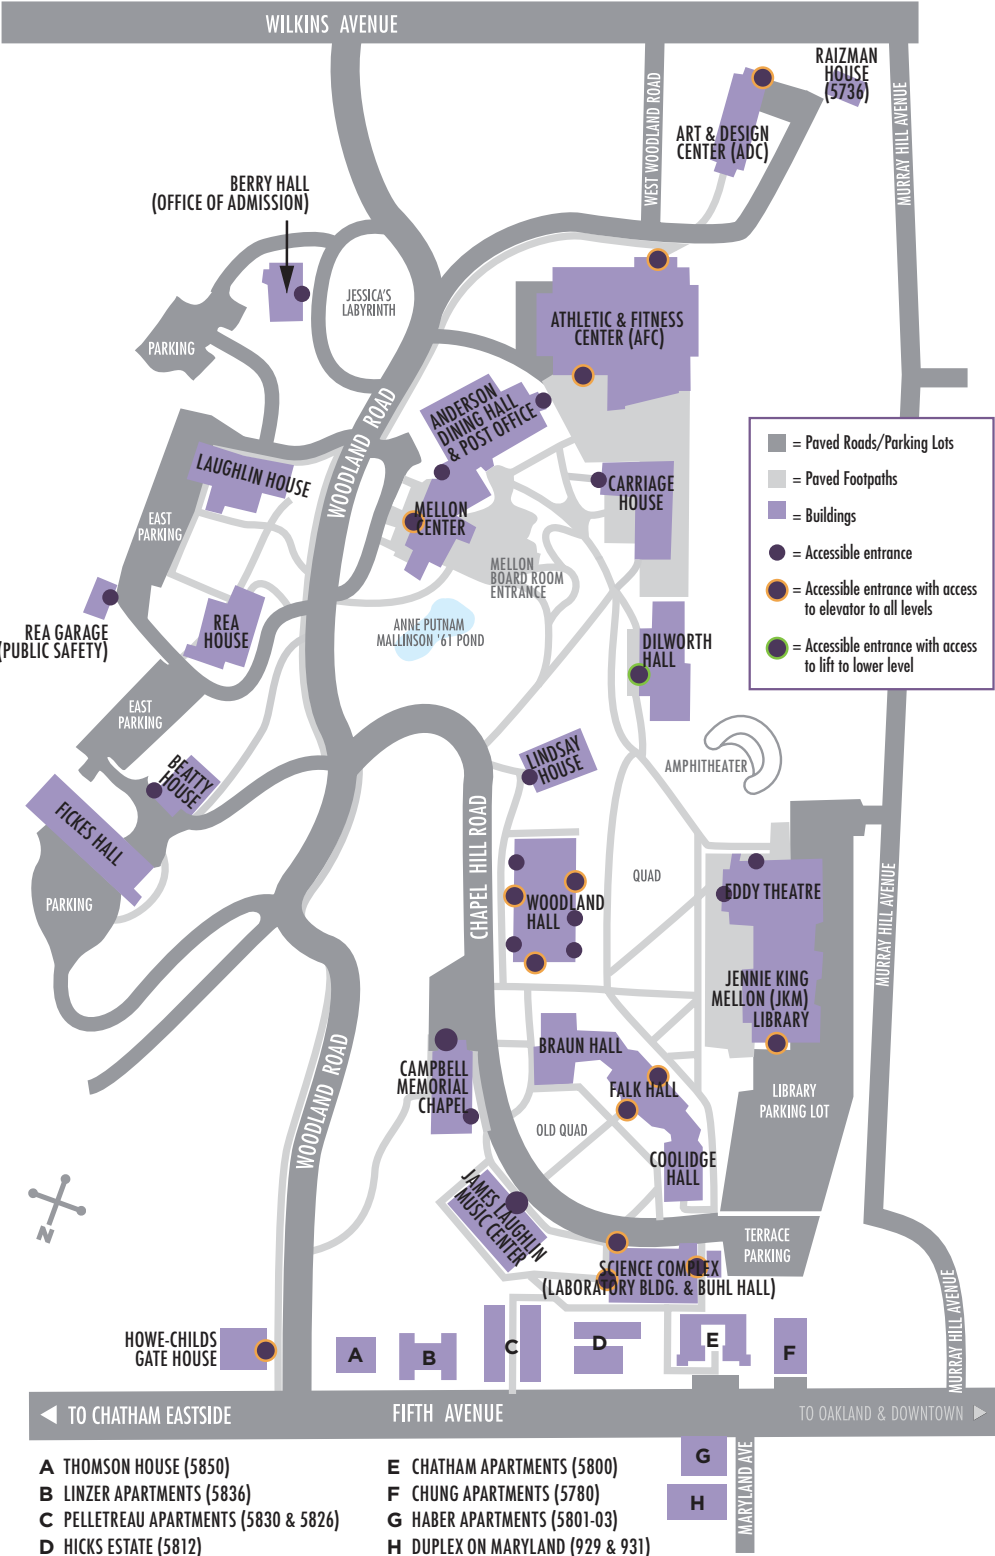 WILKINS AVENUE
RAIZMAN
HOUSE
(5736)
WEST WOODLAND ROAD
MURRAY HILL AVENUE
ART & DESIGN
CENTER (ADC)
BERRY HALL
(OFFICE OF ADMISSION)
JESSICA'S
LABYRINTH
ATHLETIC & FITNESS
CENTER (AFC)
PARKING
WOODLAND ROAD
ANDERSON
DINING HALL
& POST OFFICE
LAUGHLIN HOUSE
CARRIAGE
HOUSE
MELLON
CENTER
EAST
PARKING
MELLON
BOARD ROOM
ENTRANCE
= Paved Roads/Parking Lots
= Paved Footpaths
= Buildings
= Accessible entrance
= Accessible entrance with access
to elevator to all levels
= Accessible entrance with access
to lift to lower level
REA GARAGE
(PUBLIC SAFETY)
REA
HOUSE
ANNE PUTNAM
MALLINSON '61 POND
DILWORTH
HALL
EAST
PARKING
BEATTY
HOUSE
LINDSAY
HOUSE
AMPHITHEATER
FICKES HALL
CHAPEL HILL ROAD
PARKING
QUAD
WOODLAND
HALL
EDDY THEATRE
MURRAY HILL AVENUE
JENNIE KING
MELLON (JKM)
LIBRARY
WOODLAND ROAD
BRAUN HALL
CAMPBELL
MEMORIAL
CHAPEL
FALK HALL
LIBRARY
PARKING LOT
OLD QUAD
COOLIDGE
HALL
JAMES LAUGHLIN
MUSIC CENTER
N
TERRACE
PARKING
SCIENCE COMPLEX
(LABORATORY BLDG. & BUHL HALL)
MURRAY HILL AVENUE
HOWE-CHILDS
GATE HOUSE
A
B
C
D
E
F
TO CHATHAM EASTSIDE
FIFTH AVENUE
TO OAKLAND & DOWNTOWN
G
H
MARYLAND AVE
A THOMSON HOUSE (5850)
B LINZER APARTMENTS (5836)
C PELLETREAU APARTMENTS (5830 & 5826)
D HICKS ESTATE (5812)
E CHATHAM APARTMENTS (5800)
F CHUNG APARTMENTS (5780)
G HABER APARTMENTS (5801-03)
H DUPLEX ON MARYLAND (929 & 931)